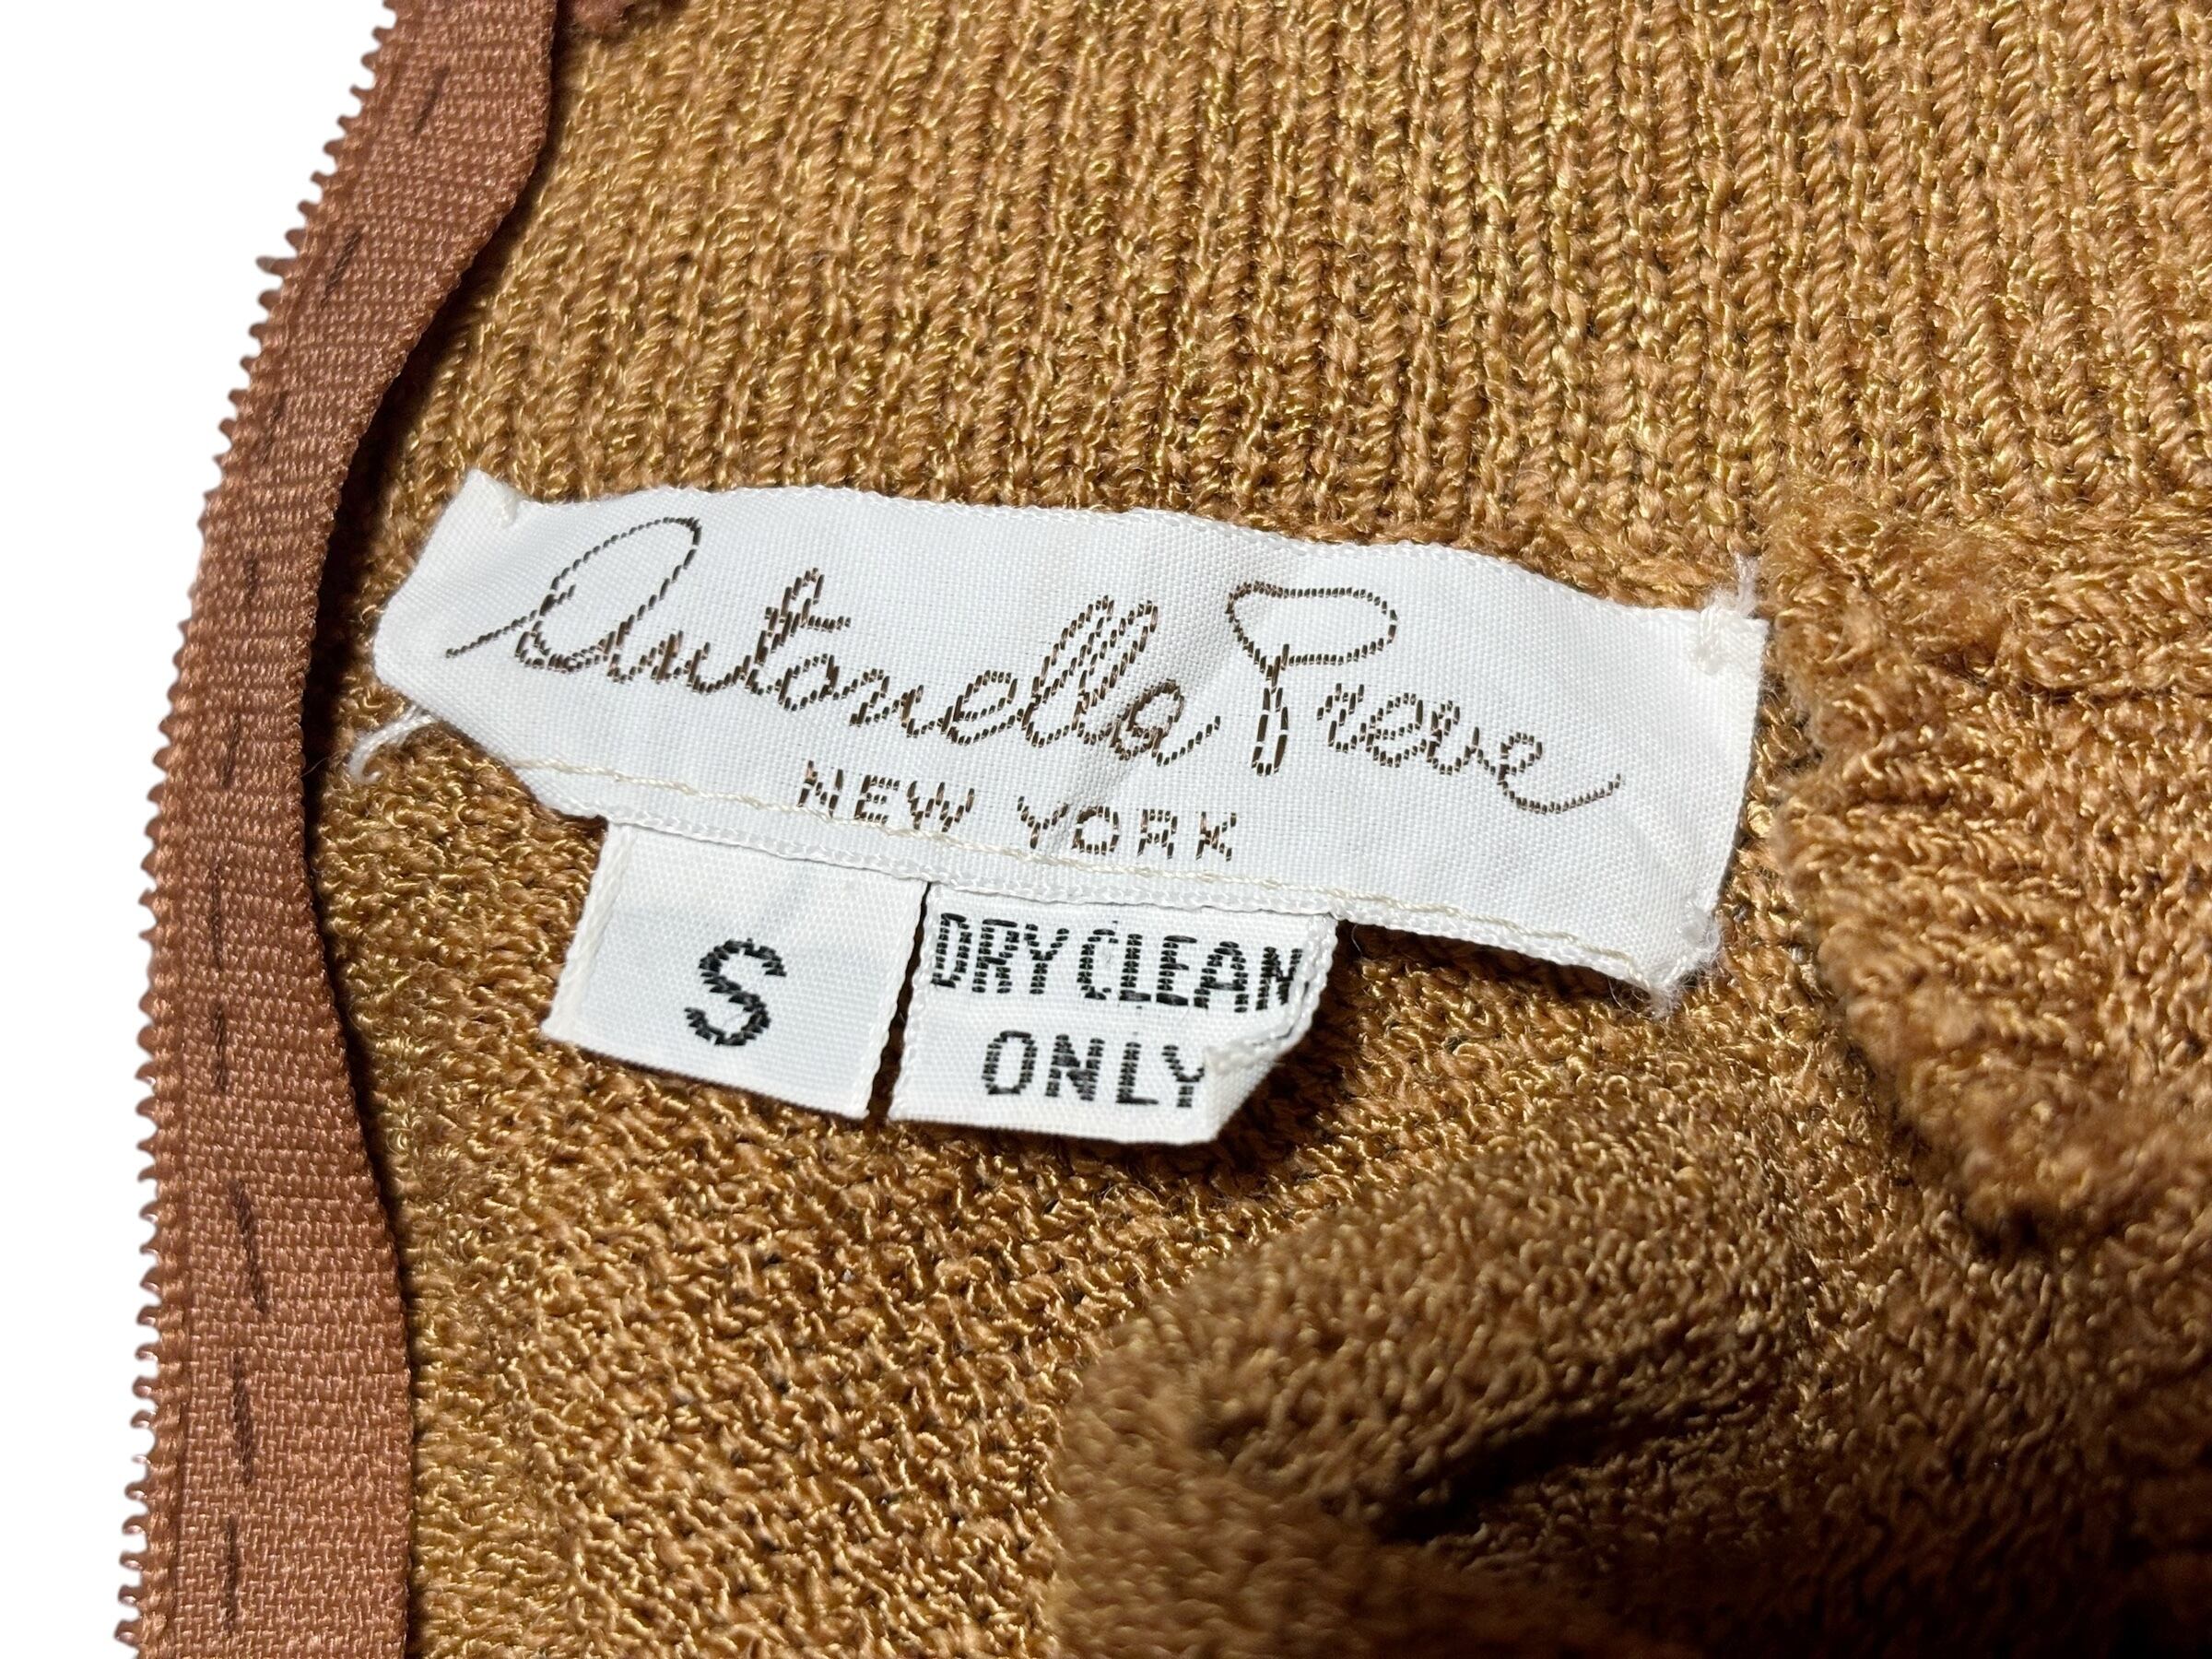 Antonella Preve
NEW YORK
S
DRY CLEAN
ONLY